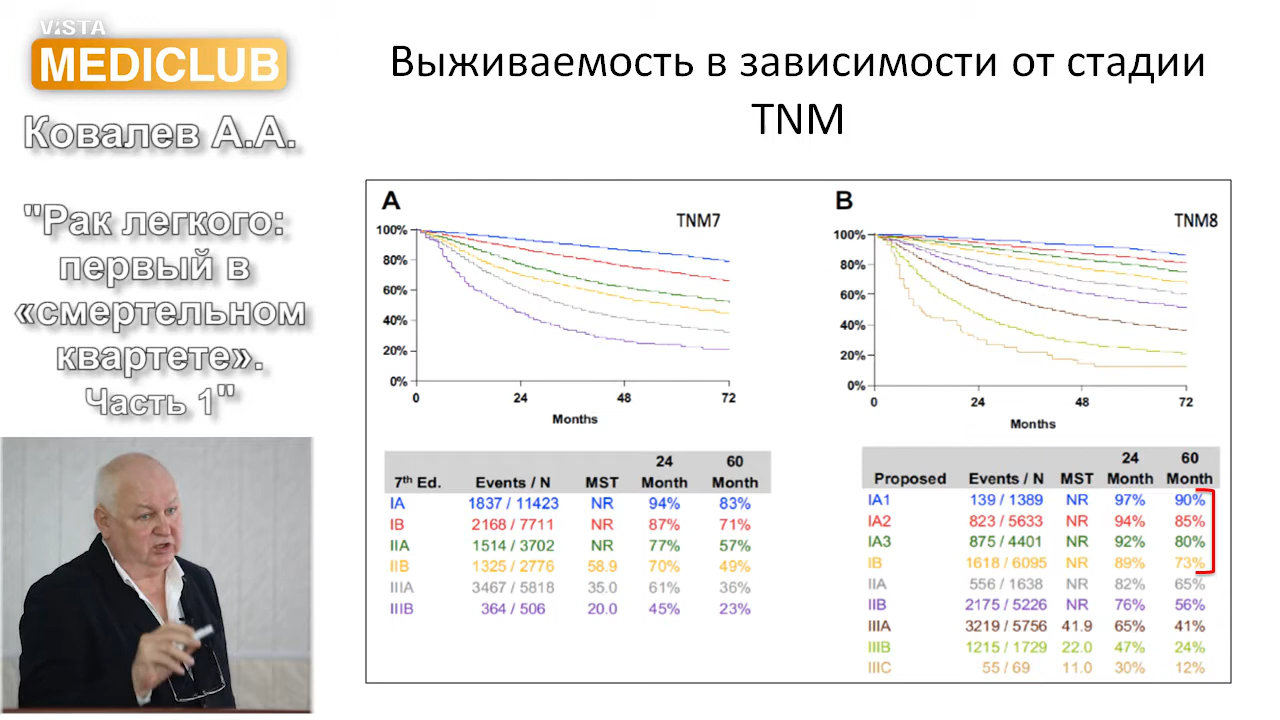 VISTA
MEDICLUB
Ковалев А.А.
"Рак легкого:
первый в
«смертельном
квартете».
Часть 1"
Выживаемость в зависимости от стадии
TNM
A
TNM7
100%
80%
60%
40%
20%
0%
0 24 48 72
Months
7th Ed. Events / N MST 24 Month 60 Month
IA 1837 / 11423 NR 94% 83%
IB 2168 / 7711 NR 87% 71%
IIA 1514 / 3702 NR 77% 57%
IIB 1325 / 2776 58.9 70% 49%
IIIA 3467 / 5818 35.0 61% 36%
IIIB 364 / 506 20.0 45% 23%
B
TNM8
100%
80%
60%
40%
20%
0%
0 24 48 72
Months
Proposed Events / N MST 24 Month 60 Month
IA1 139 / 1389 NR 97% 90%
IA2 823 / 5633 NR 94% 85%
IA3 875 / 4401 NR 92% 80%
IB 1618 / 6095 NR 89% 73%
IIA 556 / 1638 NR 82% 65%
IIB 2175 / 5226 NR 76% 56%
IIIA 3219 / 5756 41.9 65% 41%
IIIB 1215 / 1729 22.0 47% 24%
IIIC 55 / 69 11.0 30% 12%